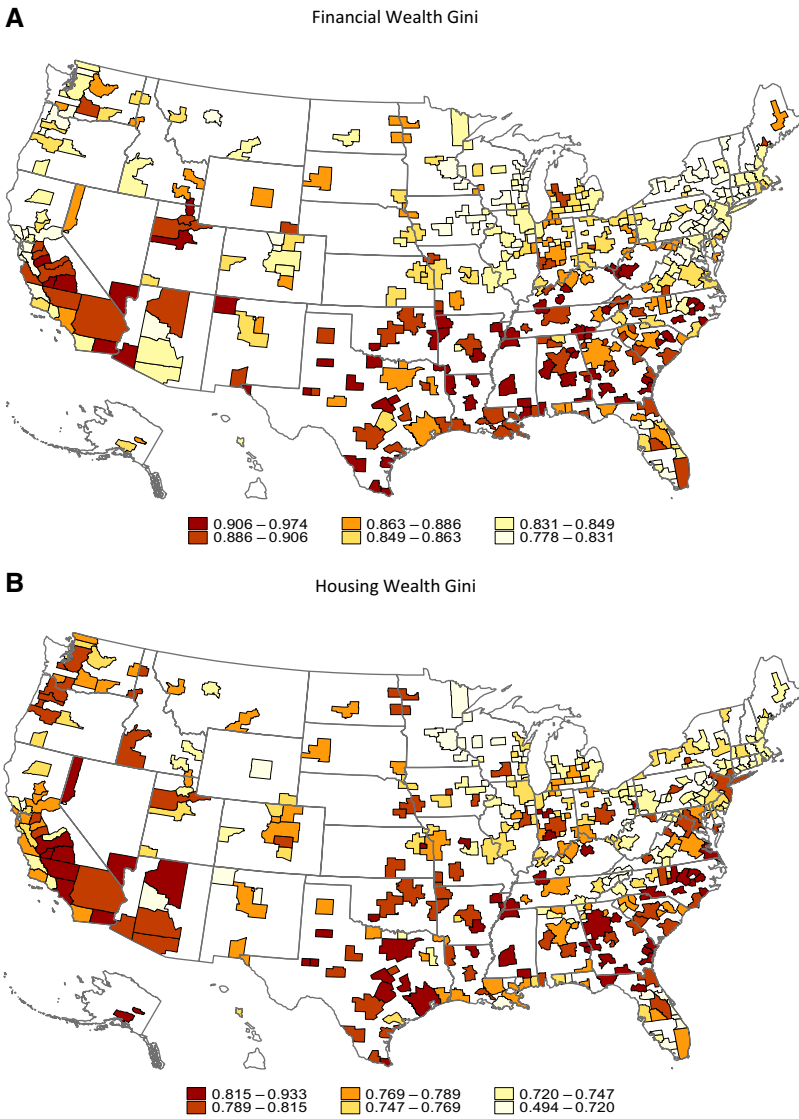 A
Financial Wealth Gini
0.906 – 0.974 0.863 – 0.886 0.831 – 0.849
0.886 – 0.906 0.849 – 0.863 0.778 – 0.831
B
Housing Wealth Gini
0.815 – 0.933 0.769 – 0.789 0.720 – 0.747
0.789 – 0.815 0.747 – 0.769 0.494 – 0.720